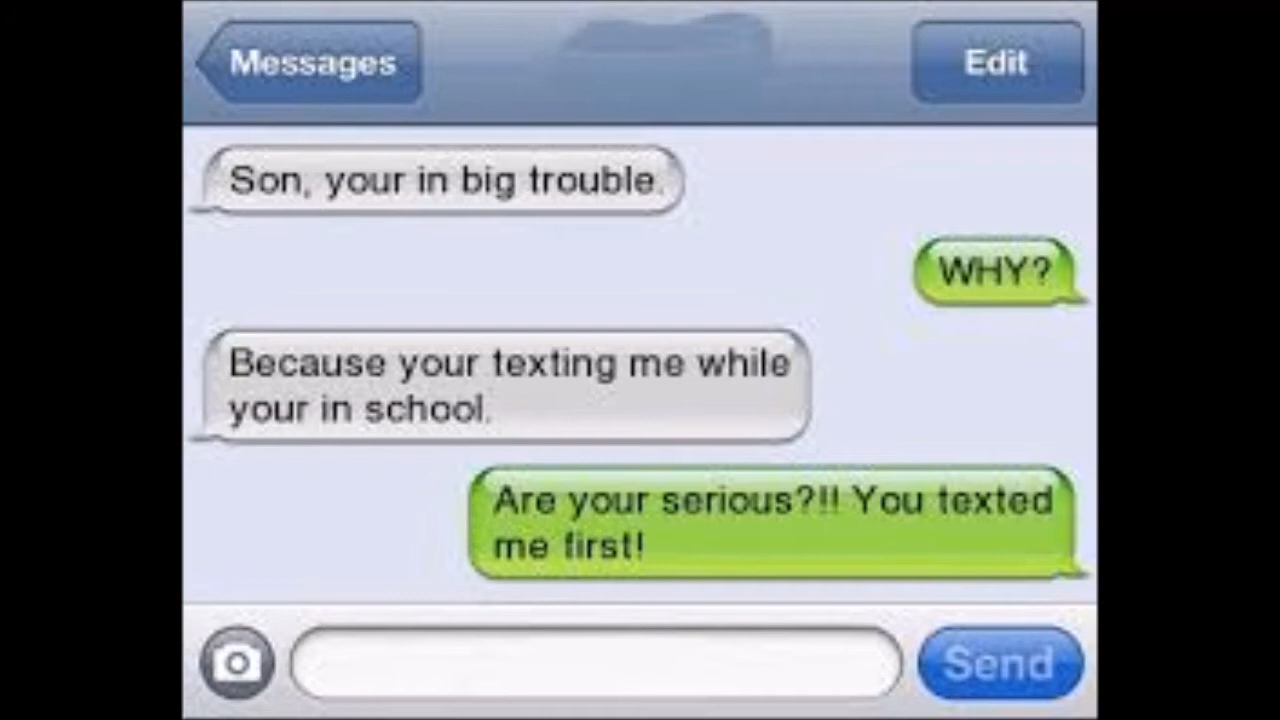 Messages
Edit
Son, your in big trouble.
WHY?
Because your texting me while
your in school.
Are your serious?!! You texted
me first!
Send